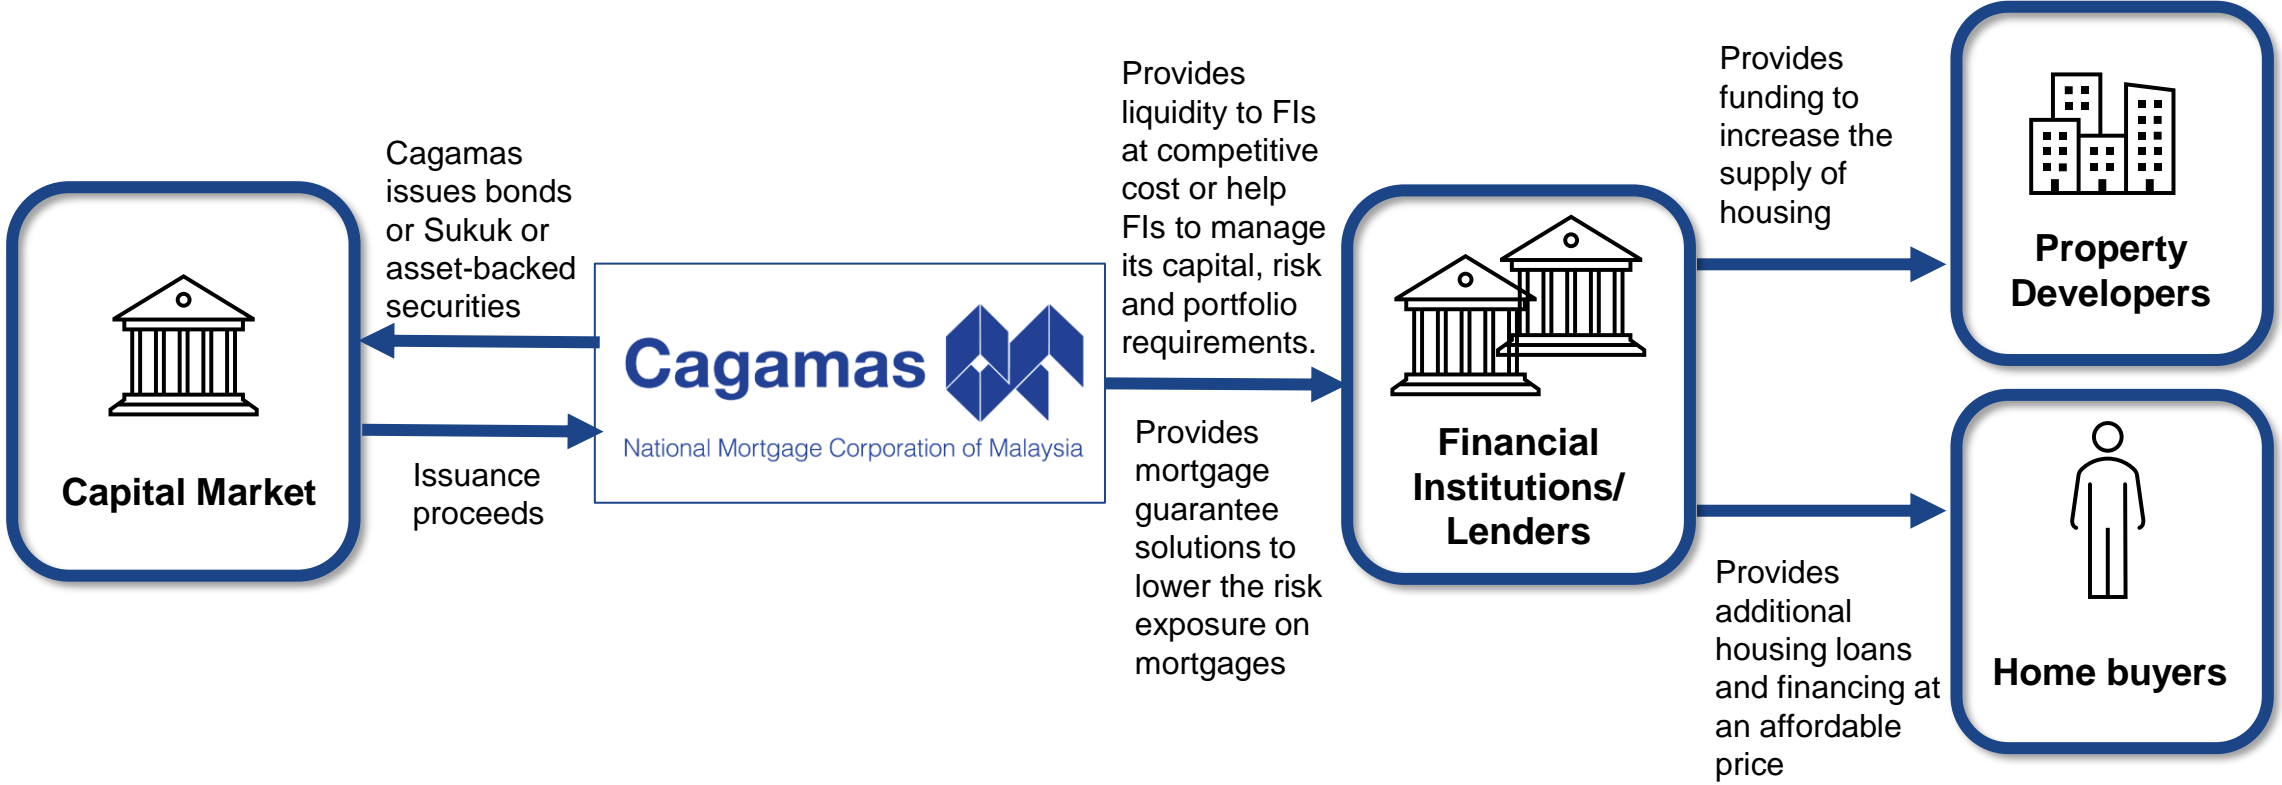 Cagamas
issues bonds
or Sukuk or
asset-backed
securities
Capital Market
Issuance
proceeds
Cagamas
National Mortgage Corporation of Malaysia
Provides
liquidity to FIs
at competitive
cost or help
FIs to manage
its capital, risk
and portfolio
requirements.
Provides
mortgage
guarantee
solutions to
lower the risk
exposure on
mortgages
Financial
Institutions/
Lenders
Provides
funding to
increase the
supply of
housing
Property
Developers
Provides
additional
housing loans
and financing at
an affordable
price
Home buyers